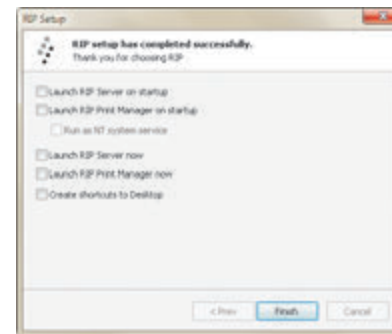 RIP Setup
RIP setup has completed successfully.
Thank you for choosing RIP
Launch RIP Server on startup
Launch RIP Print Manager on startup
Run as NT system service
Launch RIP Server now
Launch RIP Print Manager now
Create shortcuts to Desktop
< Prev
Finish
Cancel